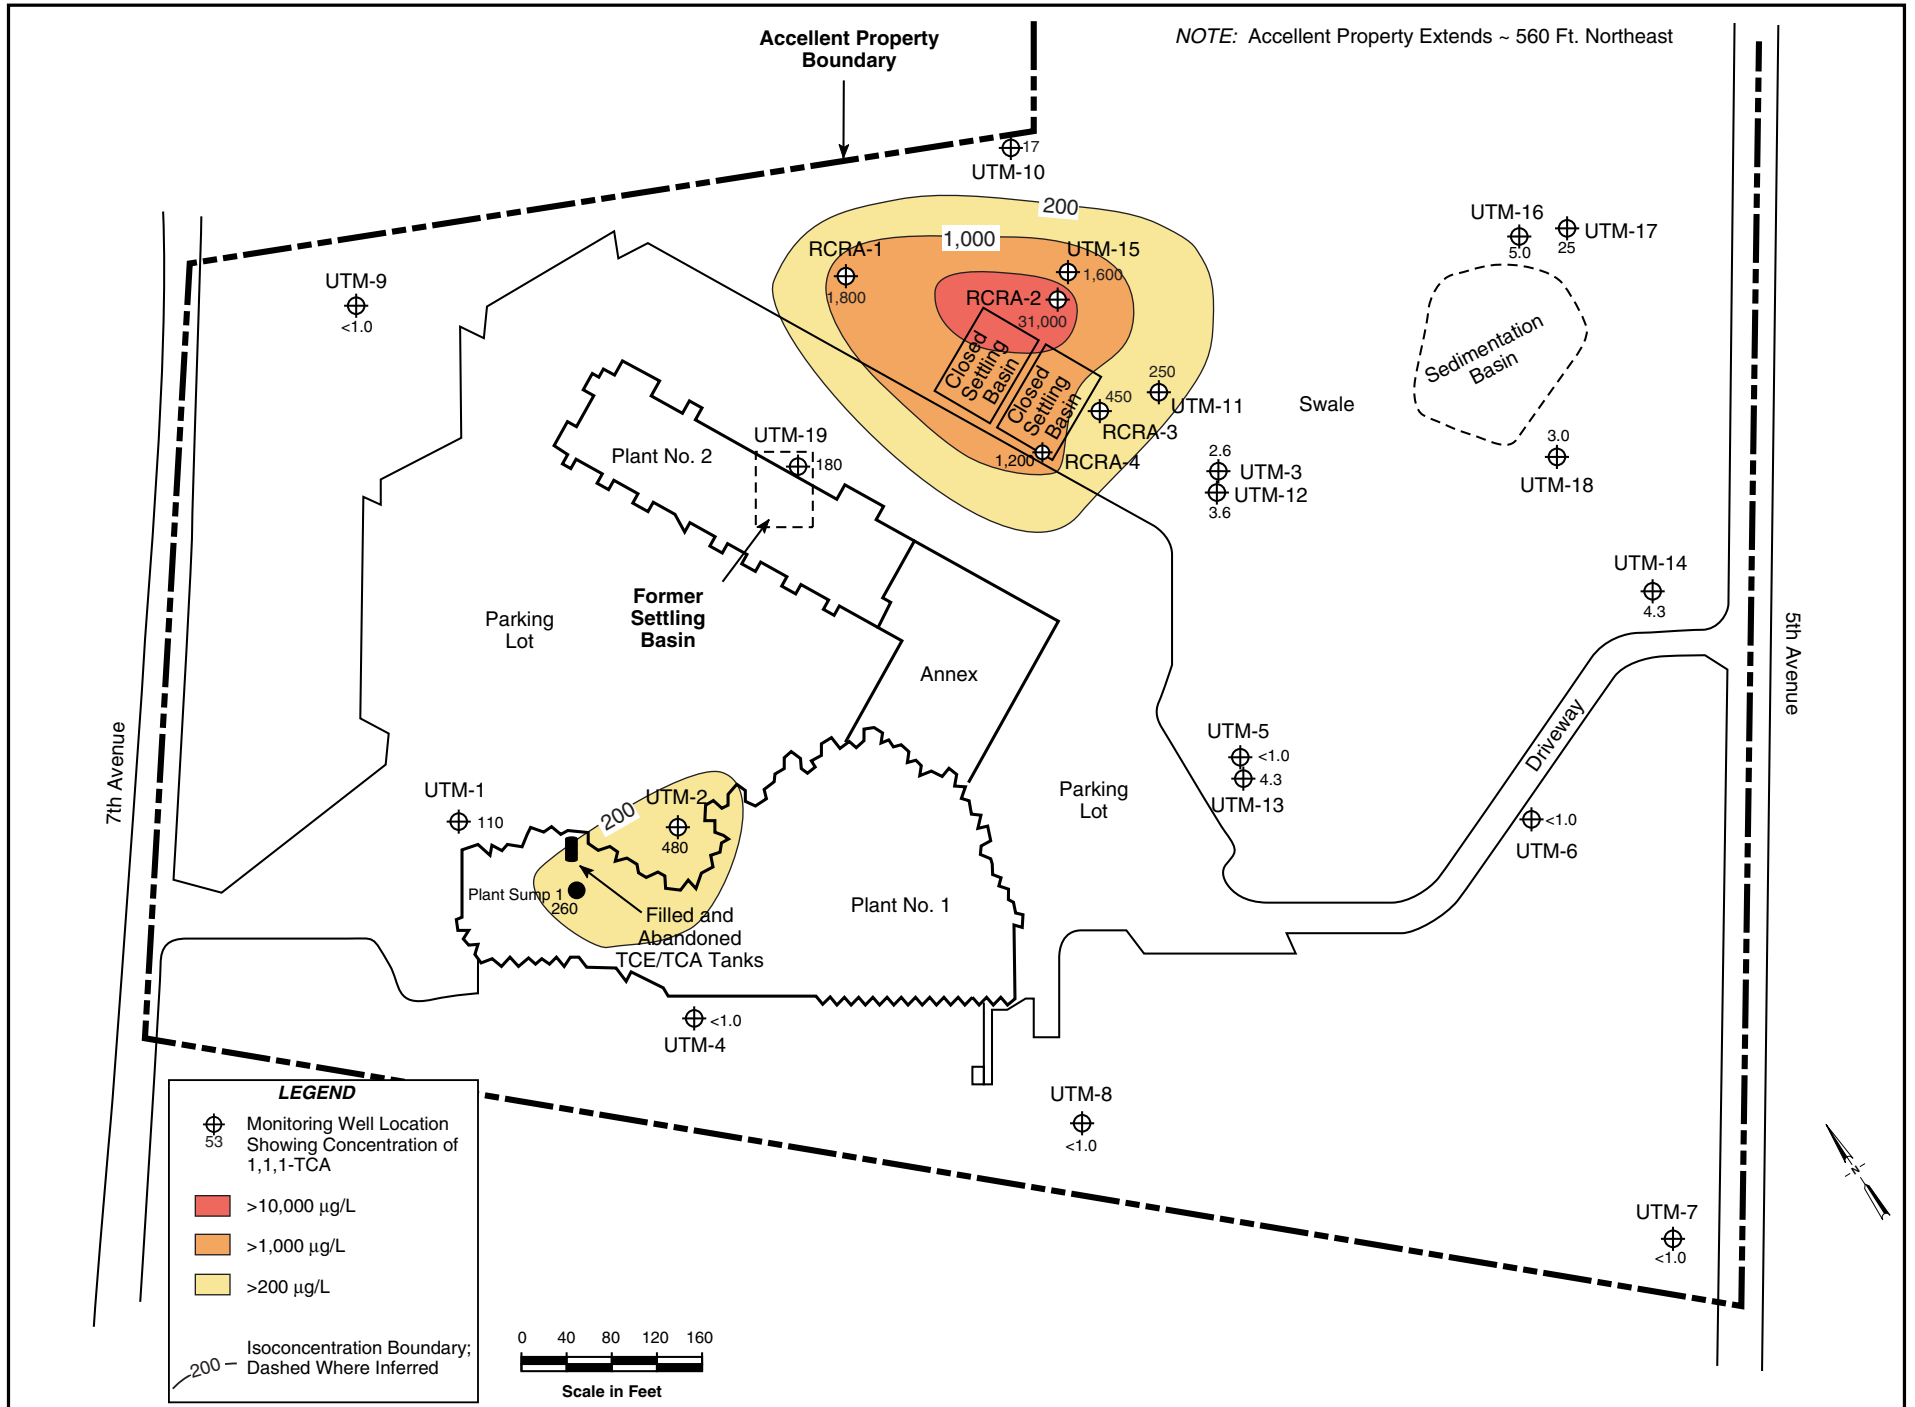 Accellent Property
Boundary
NOTE: Accellent Property Extends ~ 560 Ft. Northeast
17
UTM-10
200
1,000
RCRA-1
1,800
UTM-15
1,600
RCRA-2
31,000
Closed
Settling
Basin
Closed
Settling
Basin
250
UTM-11
450
RCRA-3
1,200
RCRA-4
UTM-16
5.0
UTM-17
25
Sedimentation
Basin
Swale
3.0
UTM-18
2.6
UTM-3
UTM-12
3.6
UTM-9
<1.0
Plant No. 2
UTM-19
180
Former
Settling
Basin
Parking
Lot
Annex
UTM-14
4.3
5th Avenue
7th Avenue
Driveway
UTM-5
<1.0
4.3
UTM-13
Parking
Lot
<1.0
UTM-6
UTM-1
110
200
UTM-2
480
Plant Sump 1
260
Filled and
Abandoned
TCE/TCA Tanks
Plant No. 1
<1.0
UTM-4
UTM-8
<1.0
UTM-7
<1.0
N
LEGEND
53
Monitoring Well Location
Showing Concentration of
1,1,1-TCA
>10,000 µg/L
>1,000 µg/L
>200 µg/L
200
Isoconcentration Boundary;
Dashed Where Inferred
0 40 80 120 160
Scale in Feet